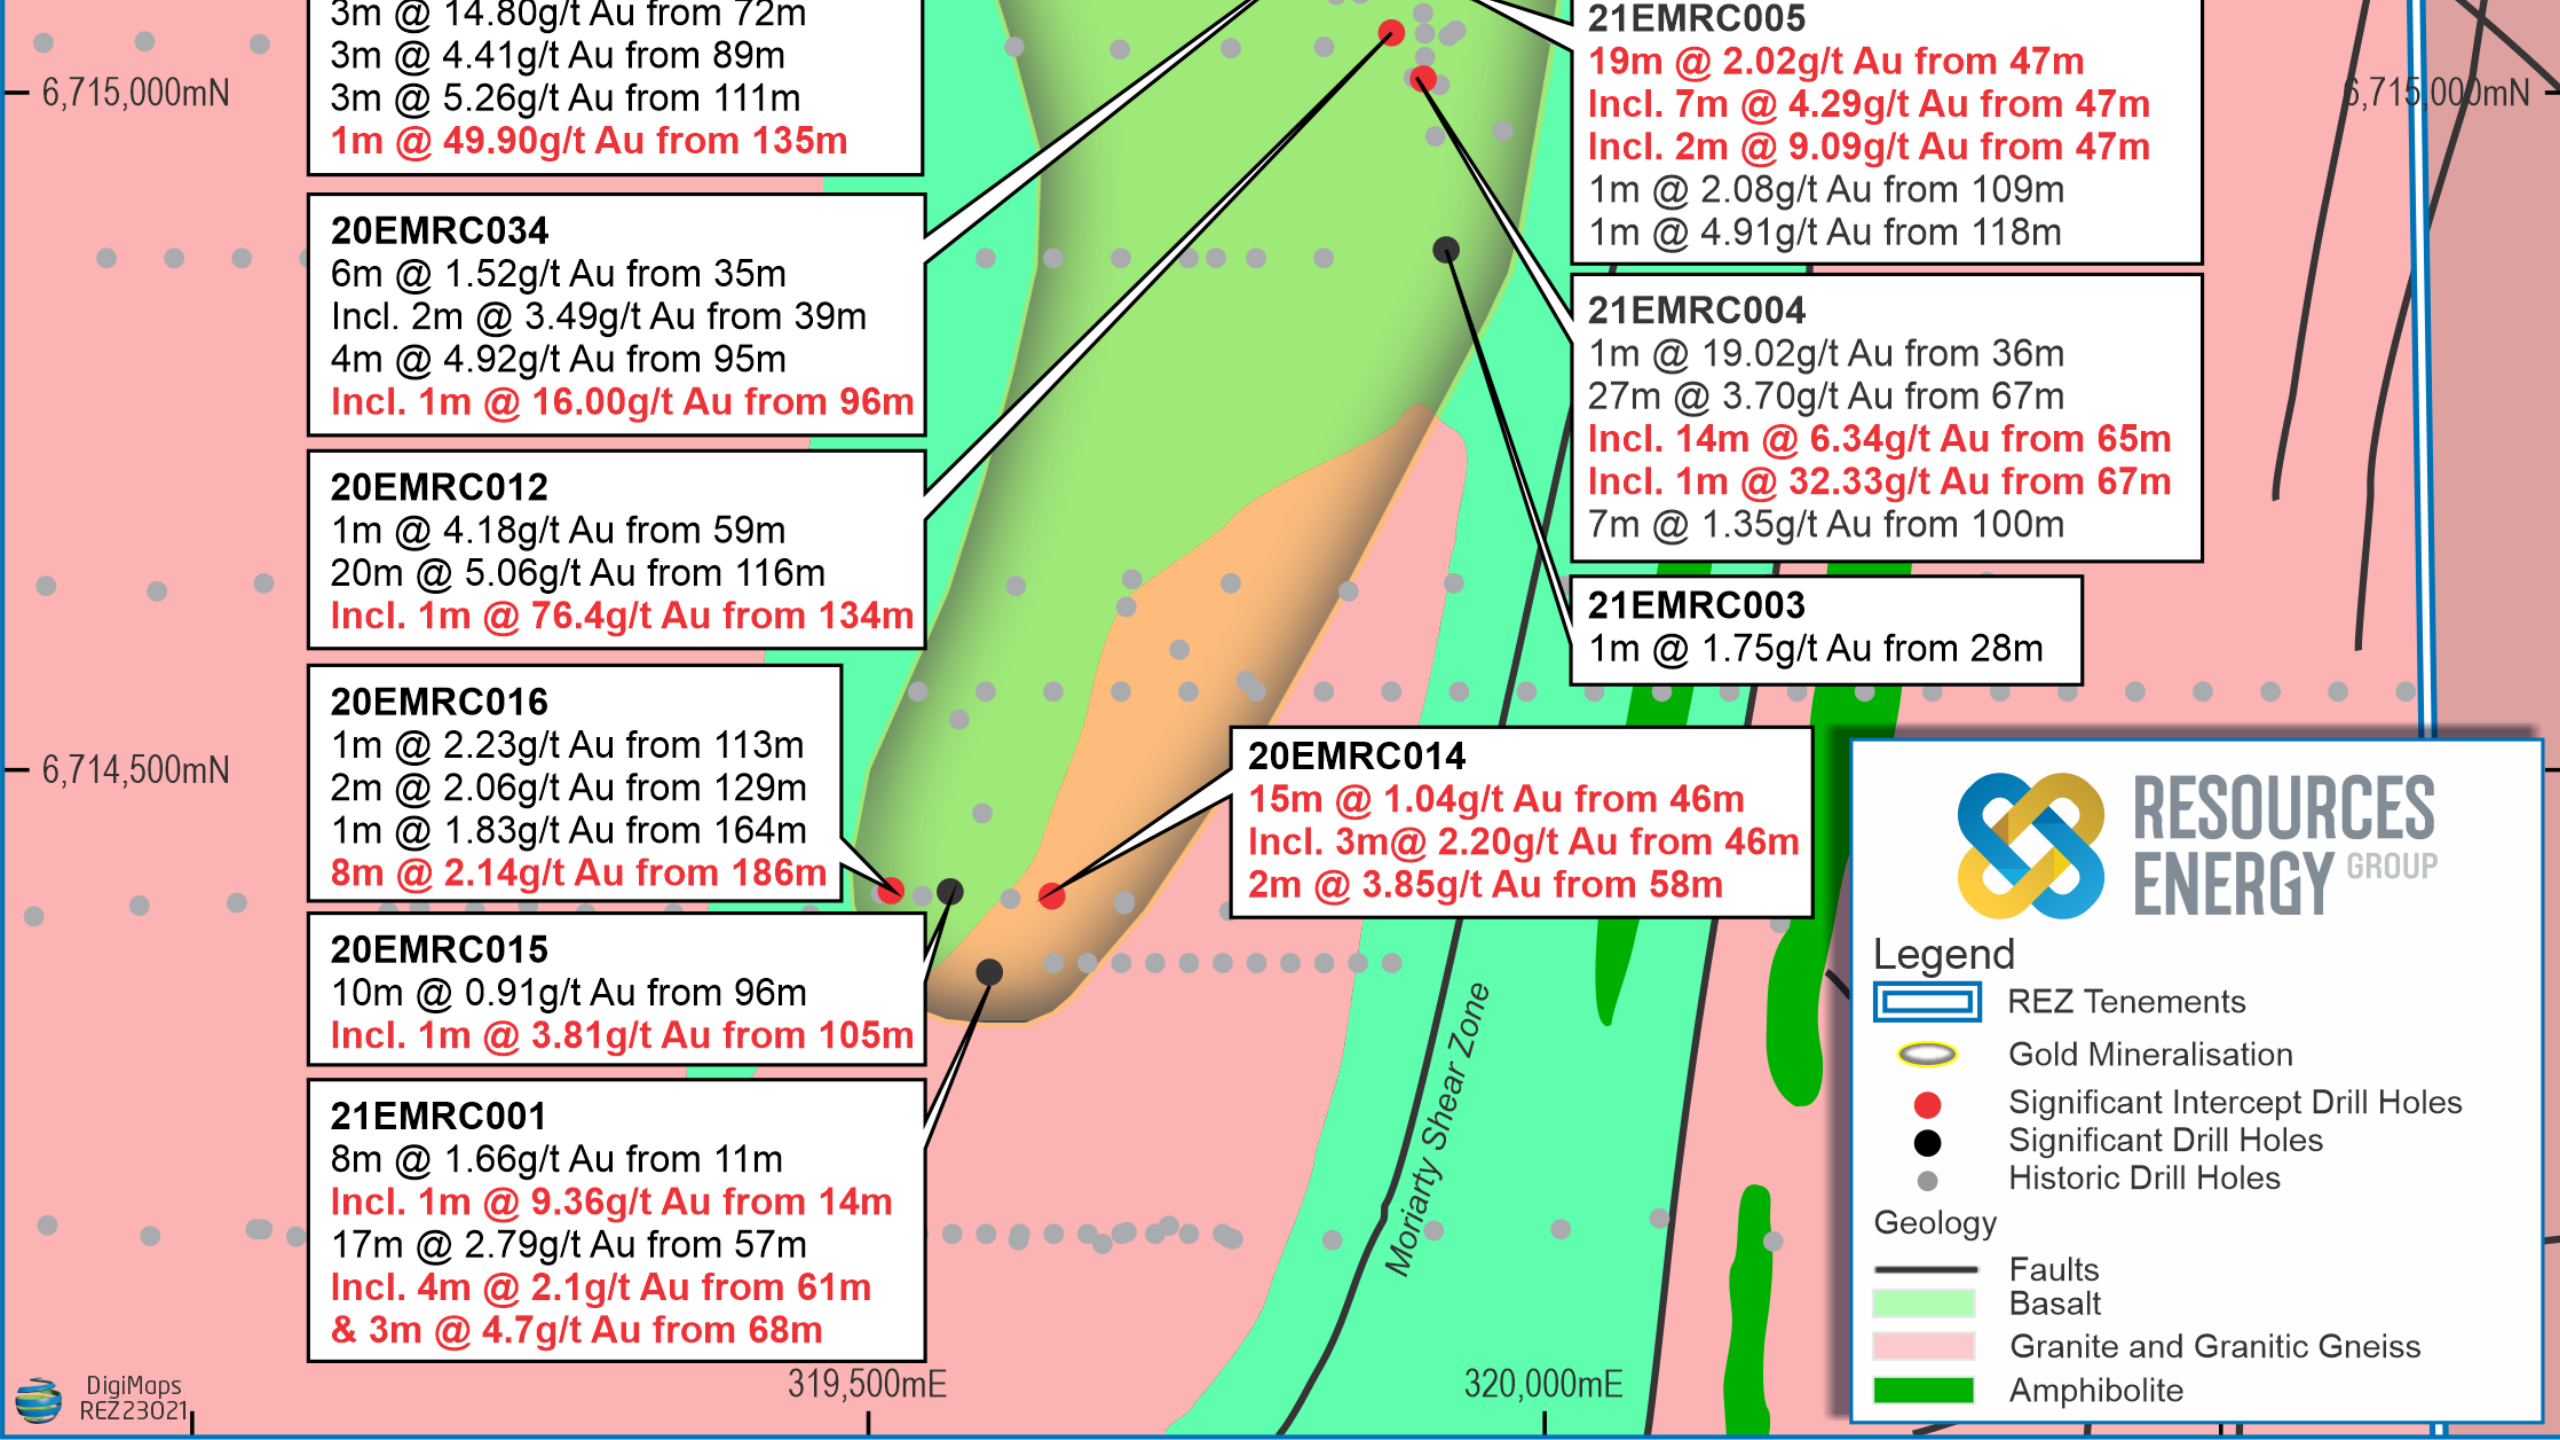 3m @ 14.80g/t Au from 72m
3m @ 4.41g/t Au from 89m
3m @ 5.26g/t Au from 111m
1m @ 49.90g/t Au from 135m
20EMRC034
6m @ 1.52g/t Au from 35m
Incl. 2m @ 3.49g/t Au from 39m
4m @ 4.92g/t Au from 95m
Incl. 1m @ 16.00g/t Au from 96m
20EMRC012
1m @ 4.18g/t Au from 59m
20m @ 5.06g/t Au from 116m
Incl. 1m @ 76.4g/t Au from 134m
20EMRC016
1m @ 2.23g/t Au from 113m
2m @ 2.06g/t Au from 129m
1m @ 1.83g/t Au from 164m
8m @ 2.14g/t Au from 186m
20EMRC015
10m @ 0.91g/t Au from 96m
Incl. 1m @ 3.81g/t Au from 105m
21EMRC001
8m @ 1.66g/t Au from 11m
Incl. 1m @ 9.36g/t Au from 14m
17m @ 2.79g/t Au from 57m
Incl. 4m @ 2.1g/t Au from 61m
& 3m @ 4.7g/t Au from 68m
21EMRC005
19m @ 2.02g/t Au from 47m
Incl. 7m @ 4.29g/t Au from 47m
Incl. 2m @ 9.09g/t Au from 47m
1m @ 2.08g/t Au from 109m
1m @ 4.91g/t Au from 118m
21EMRC004
1m @ 19.02g/t Au from 36m
27m @ 3.70g/t Au from 67m
Incl. 14m @ 6.34g/t Au from 65m
Incl. 1m @ 32.33g/t Au from 67m
7m @ 1.35g/t Au from 100m
21EMRC003
1m @ 1.75g/t Au from 28m
20EMRC014
15m @ 1.04g/t Au from 46m
Incl. 3m@ 2.20g/t Au from 46m
2m @ 3.85g/t Au from 58m
6,715,000mN
6,715,000mN
6,714,500mN
319,500mE
320,000mE
Moriarty Shear Zone
RESOURCES
ENERGY GROUP
Legend
REZ Tenements
Gold Mineralisation
Significant Intercept Drill Holes
Significant Drill Holes
Historic Drill Holes
Geology
Faults
Basalt
Granite and Granitic Gneiss
Amphibolite
DigiMaps
REZ23021